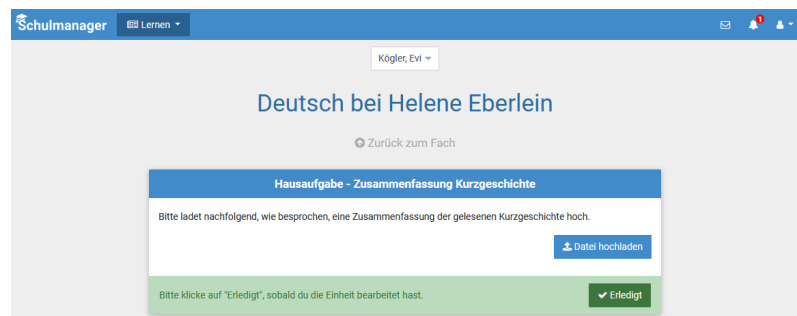 Schulmanager Lernen 1
Kögler, Evi
Deutsch bei Helene Eberlein
Zurück zum Fach
Hausaufgabe - Zusammenfassung Kurzgeschichte
Bitte ladet nachfolgend, wie besprochen, eine Zusammenfassung der gelesenen Kurzgeschichte hoch.
Datei hochladen
Bitte klicke auf "Erledigt", sobald du die Einheit bearbeitet hast. Erledigt